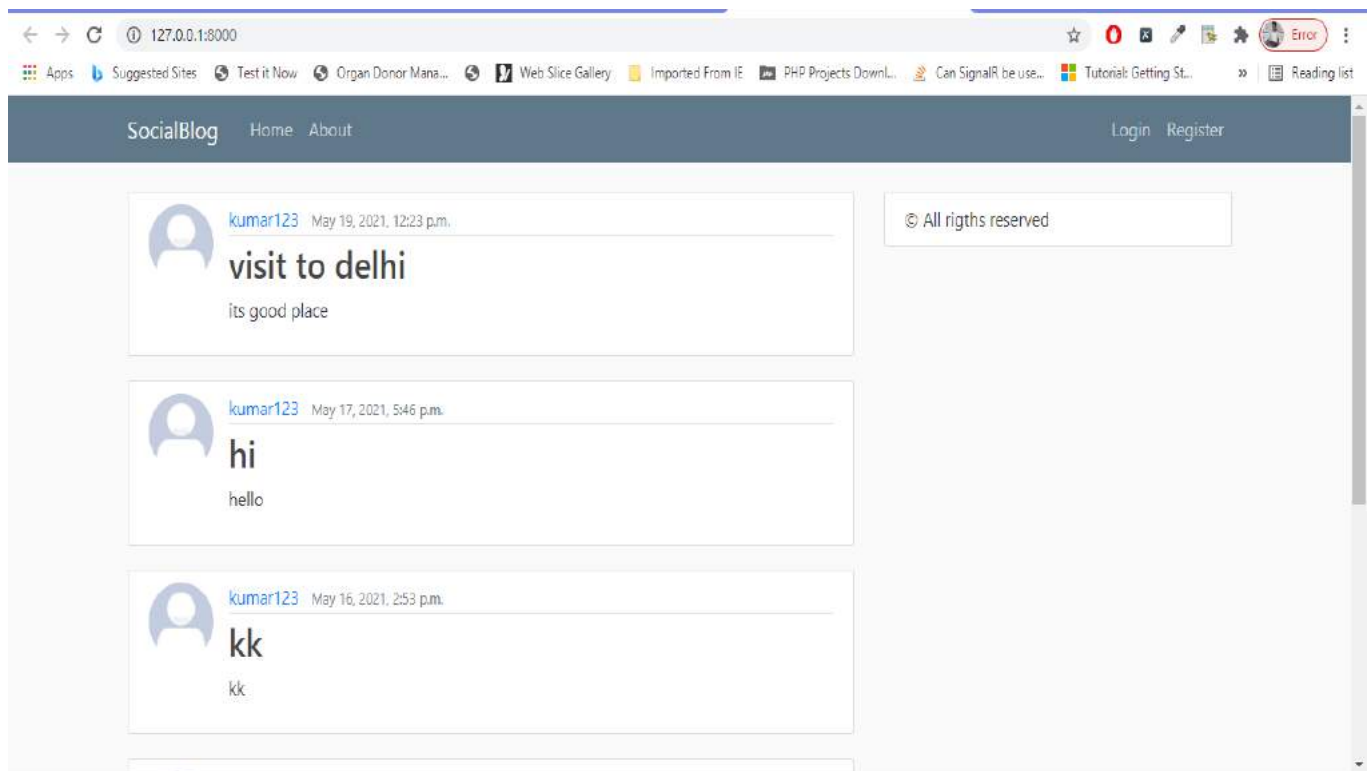 127.0.0.1:8000 Error
Apps Suggested Sites Test it Now Organ Donor Mana... Web Slice Gallery Imported From IE PHP Projects Downl... Can SignalR be use... Tutorial: Getting St... » Reading list
SocialBlog Home About Login Register
kumar123 May 19, 2021, 12:23 p.m.
visit to delhi
its good place
© All rigths reserved
kumar123 May 17, 2021, 5:46 p.m.
hi
hello
kumar123 May 16, 2021, 2:53 p.m.
kk
kk